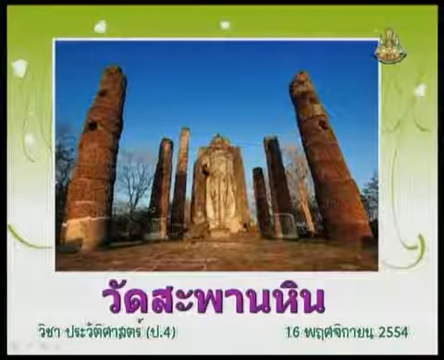 วัดสะพานหิน
วิชา ประวัติศาสตร์ (ป.4) 16 พฤศจิกายน 2554